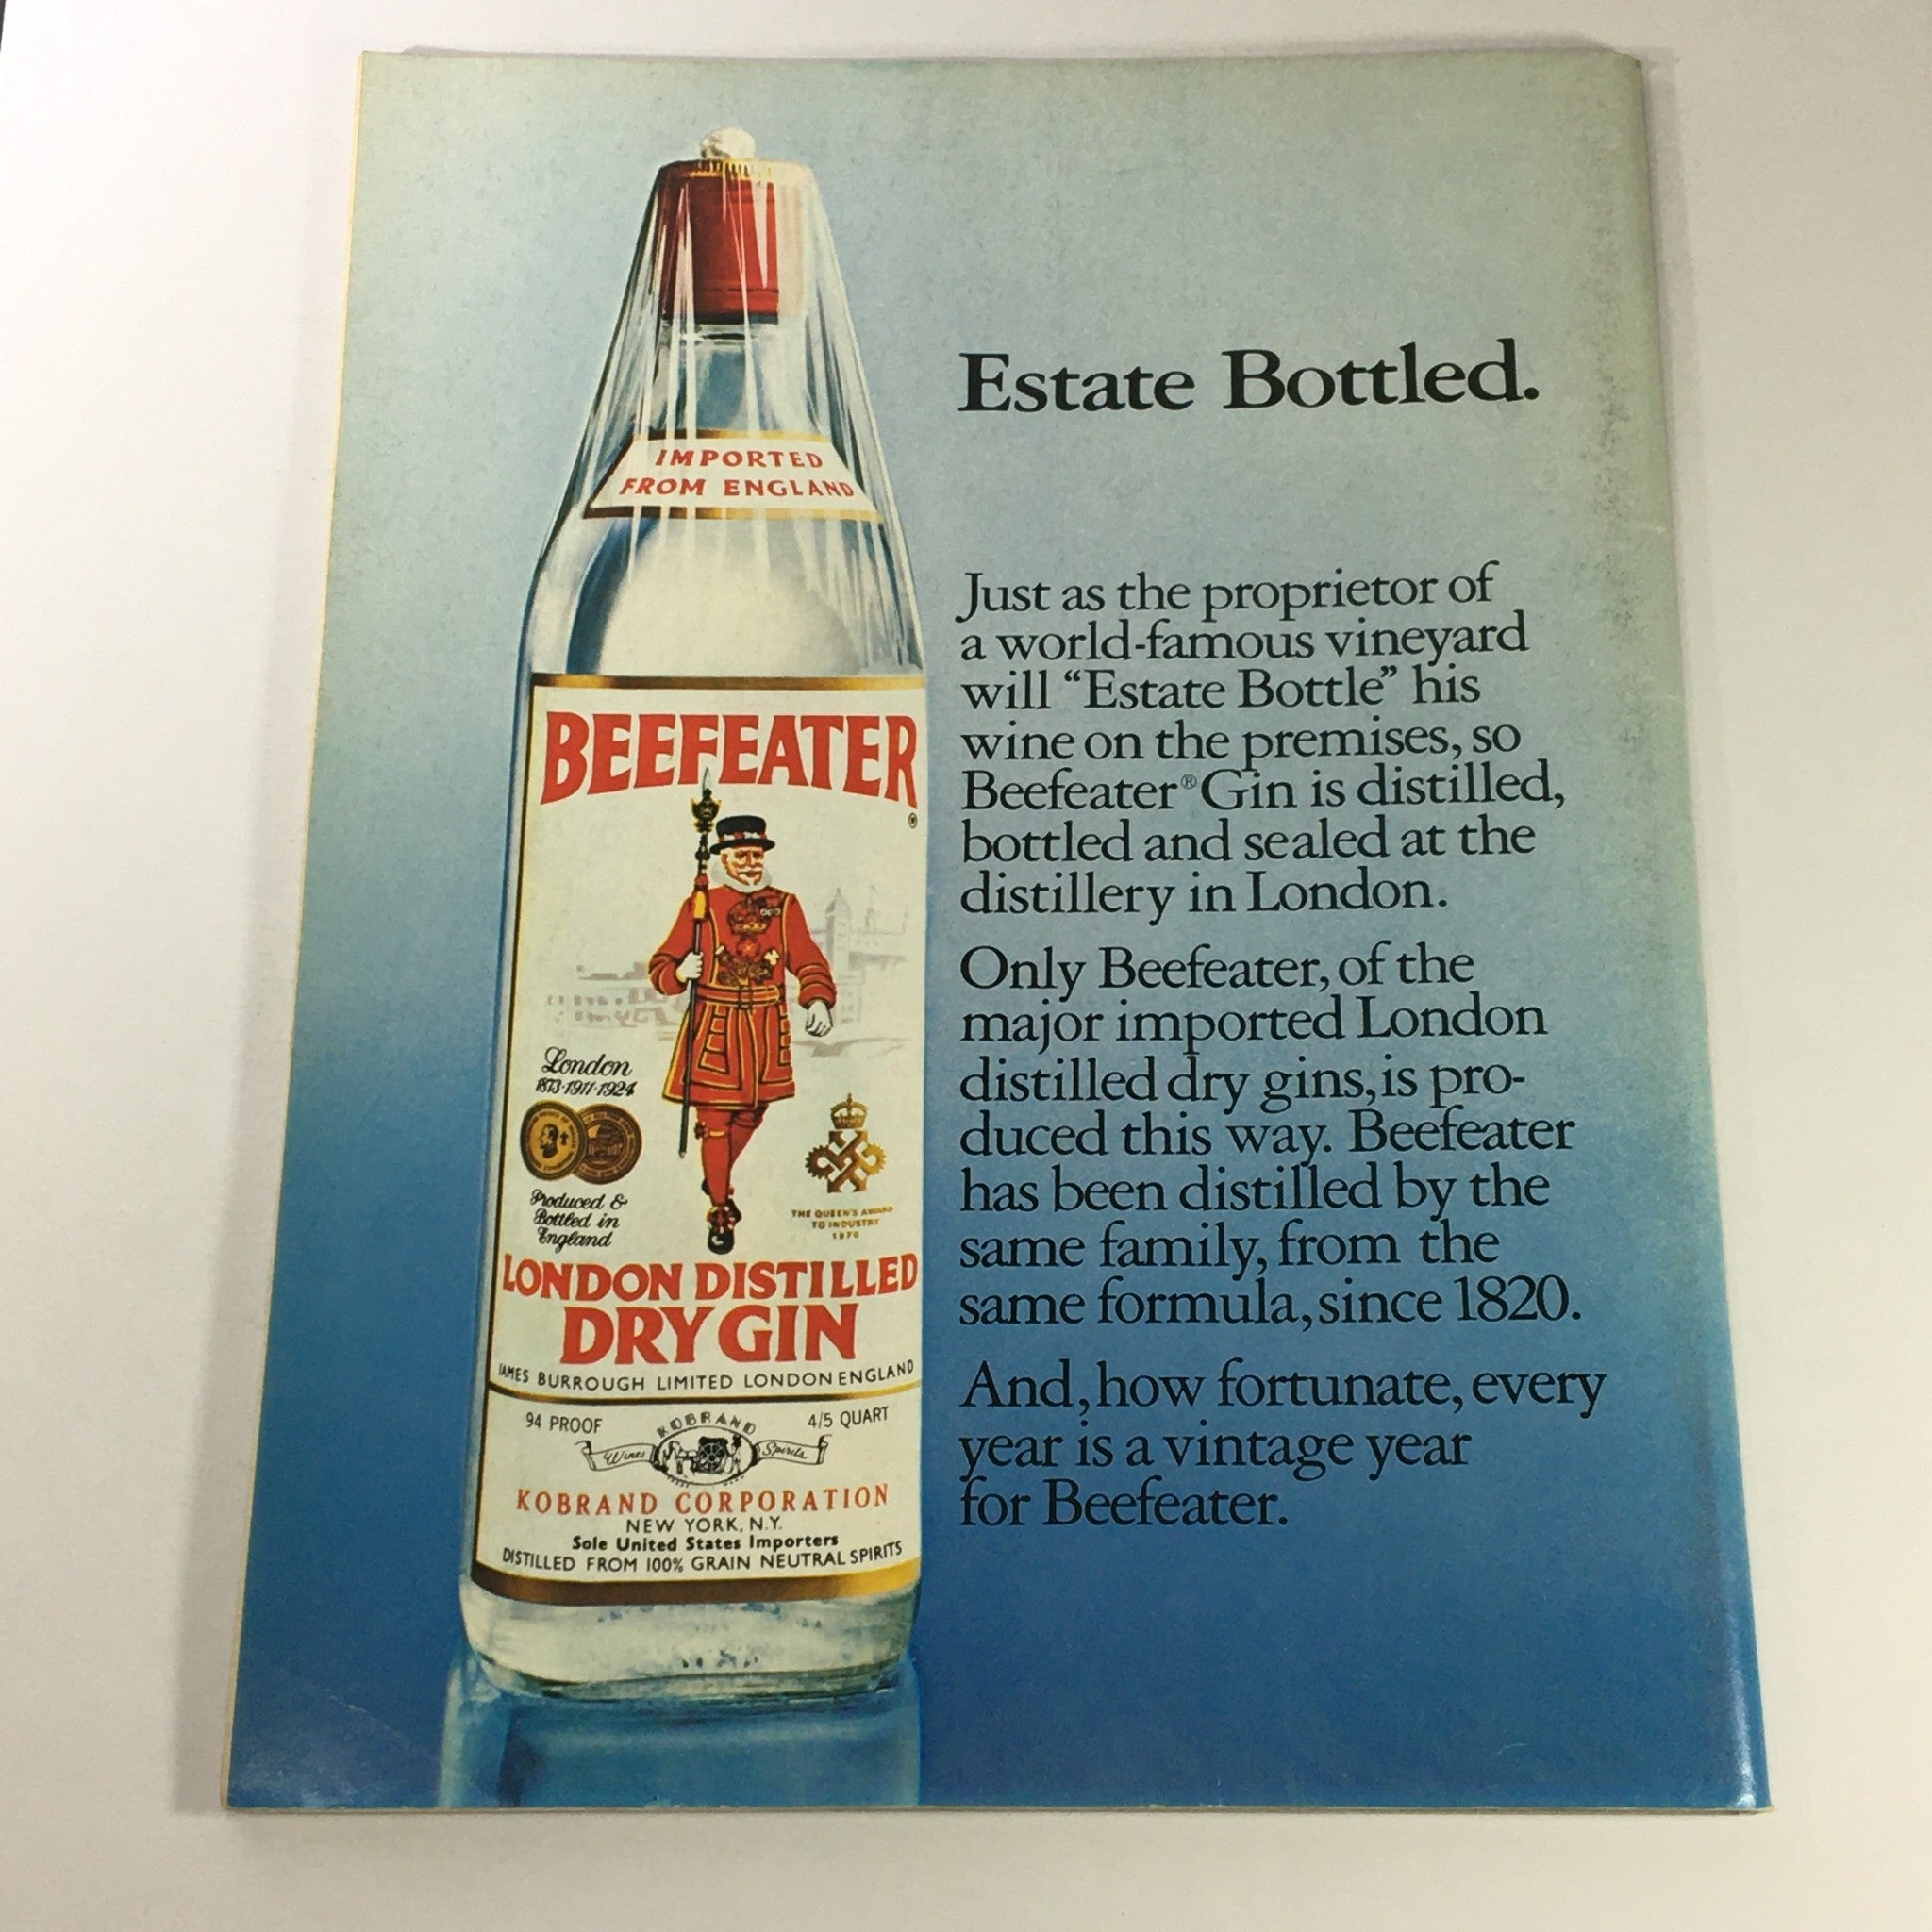 IMPORTED
FROM ENGLAND
BEEFEATER
®
London
1873·1911·1924
Produced &
Bottled in
England
THE QUEEN'S AWARD
TO INDUSTRY
1970
LONDON DISTILLED
DRY GIN
JAMES BURROUGH LIMITED LONDON ENGLAND
94 PROOF
KOBRAND
4/5 QUART
Wines
Spirits
KOBRAND CORPORATION
NEW YORK, N.Y.
Sole United States Importers
DISTILLED FROM 100% GRAIN NEUTRAL SPIRITS
Estate Bottled.
Just as the proprietor of
a world-famous vineyard
will “Estate Bottle” his
wine on the premises, so
Beefeater® Gin is distilled,
bottled and sealed at the
distillery in London.
Only Beefeater, of the
major imported London
distilled dry gins, is pro-
duced this way. Beefeater
has been distilled by the
same family, from the
same formula, since 1820.
And, how fortunate, every
year is a vintage year
for Beefeater.